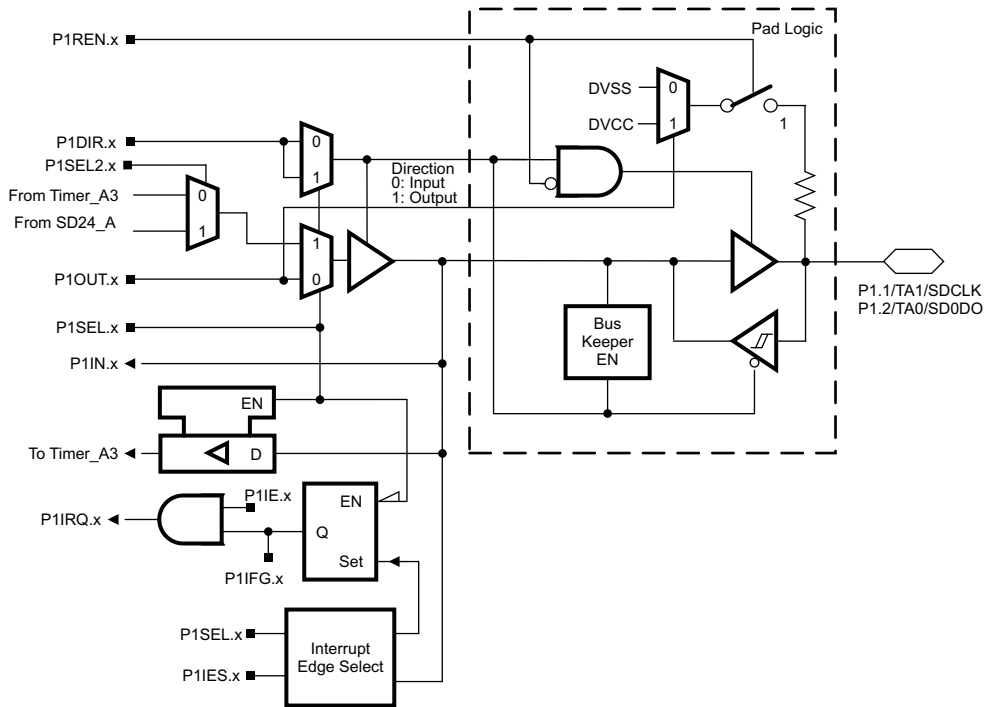 Pad Logic
P1REN.x
DVSS
0
DVCC
1
1
P1DIR.x
0
1
P1SEL2.x
Direction
0: Input
1: Output
From Timer_A3
0
From SD24_A
1
1
0
P1OUT.x
P1.1/TA1/SDCLK
P1.2/TA0/SD0DO
P1SEL.x
Bus
Keeper
EN
P1IN.x
EN
To Timer_A3
D
P1IE.x
EN
P1IRQ.x
Q
Set
P1IFG.x
P1SEL.x
Interrupt
Edge Select
P1IES.x